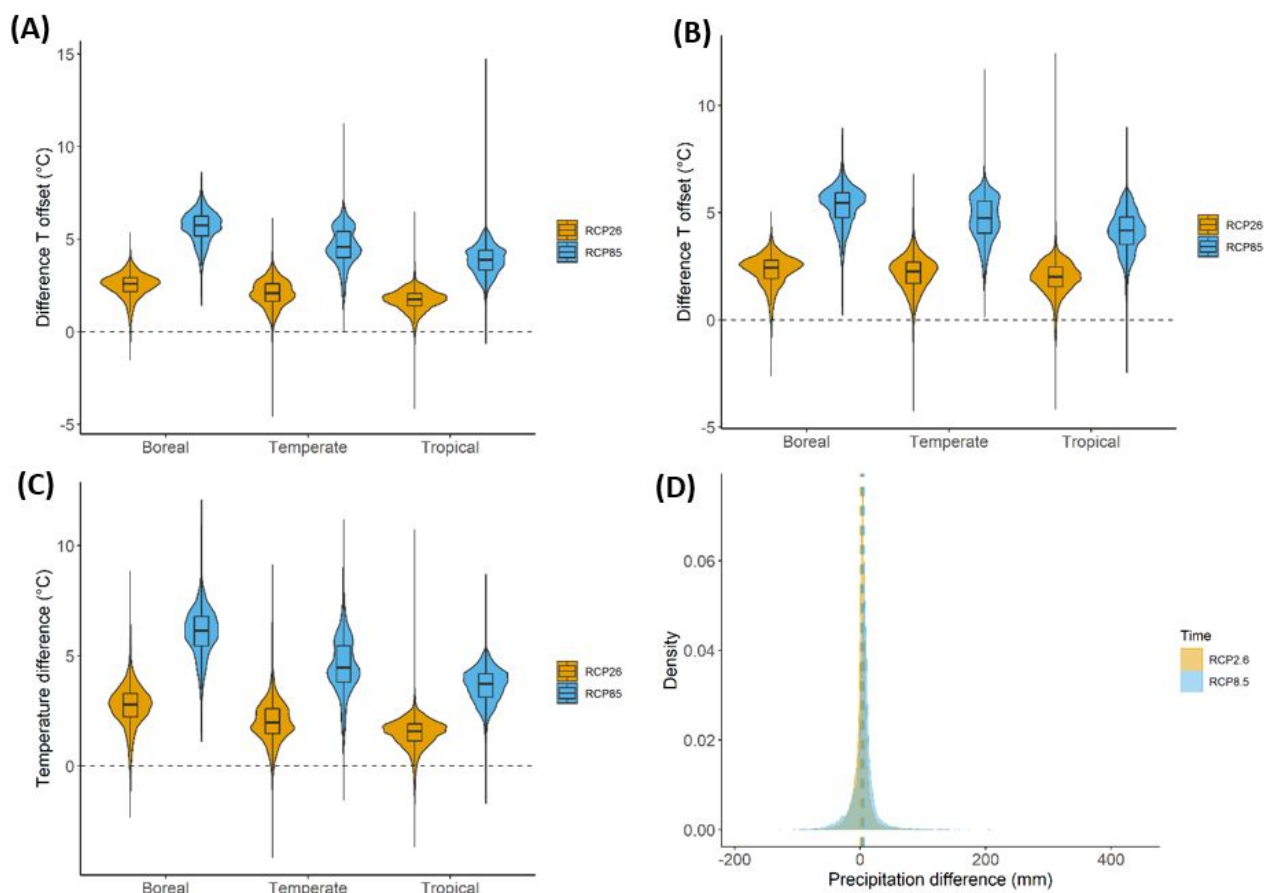 (A)
Difference T offset (°C)
15
10
5
0
-5
Boreal Temperate Tropical
RCP26
RCP85
(B)
Difference T offset (°C)
10
5
0
-5
Boreal Temperate Tropical
RCP26
RCP85
(C)
Temperature difference (°C)
10
5
0
Boreal Temperate Tropical
RCP26
RCP85
(D)
Density
0.06
0.04
0.02
0.00
-200 0 200 400
Precipitation difference (mm)
Time
RCP2.6
RCP8.5